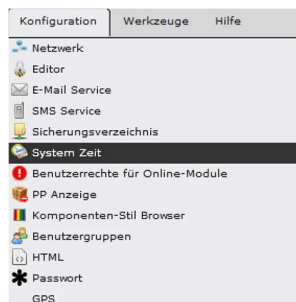 Konfiguration Werkzeuge Hilfe
Netzwerk
Editor
E-Mail Service
SMS Service
Sicherungsverzeichnis
System Zeit
Benutzerrechte für Online-Module
PP Anzeige
Komponenten-Stil Browser
Benutzergruppen
HTML
Passwort
GPS